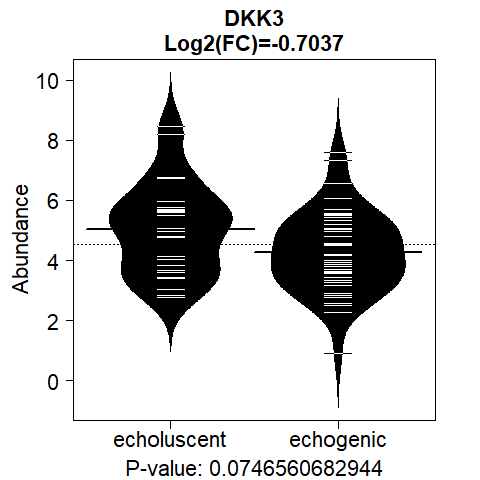 DKK3
Log2(FC)=-0.7037
Abundance
10
8
6
4
2
0
echoluscent
echogenic
P-value: 0.0746560682944